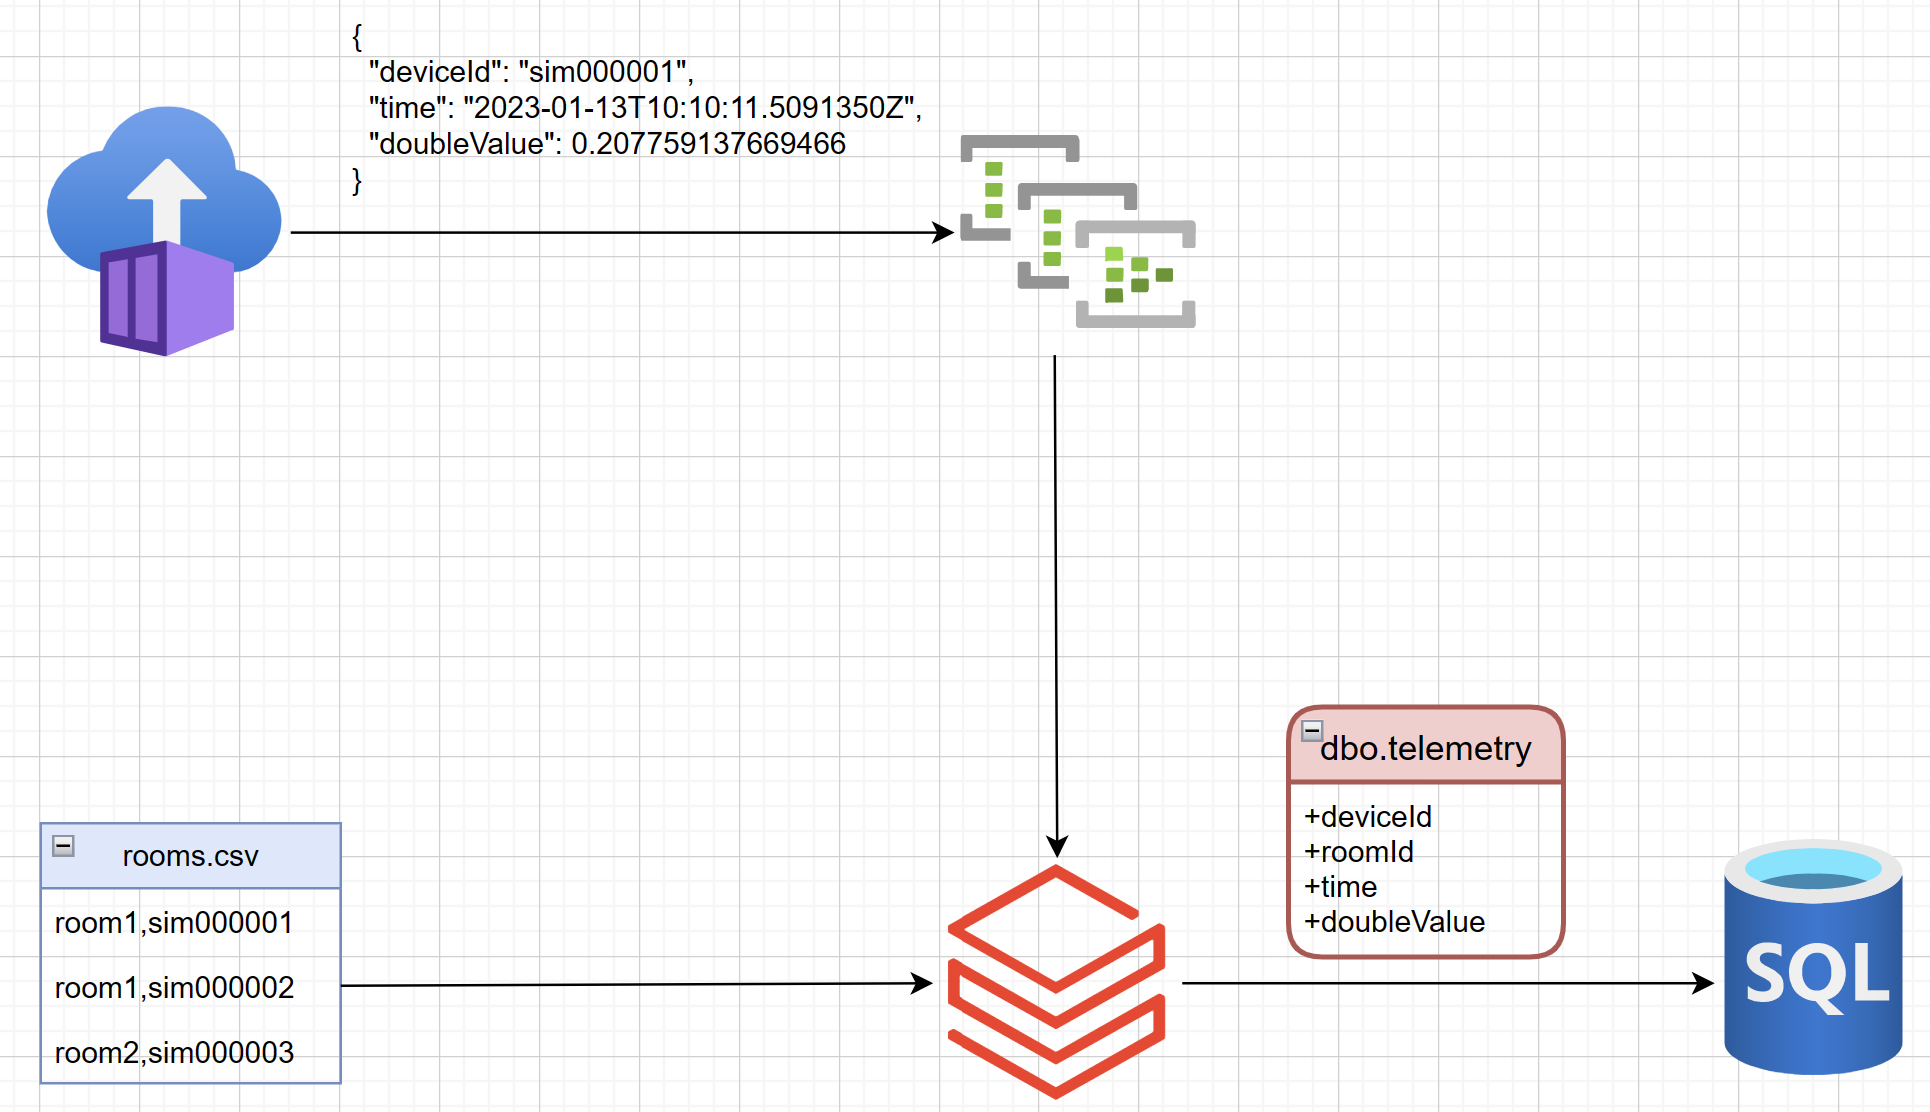 {
"deviceId": "sim000001",
"time": "2023-01-13T10:10:11.5091350Z",
"doubleValue": 0.207759137669466
}
dbo.telemetry
+deviceId
+roomId
+time
+doubleValue
rooms.csv
room1,sim000001
room1,sim000002
room2,sim000003
SQL